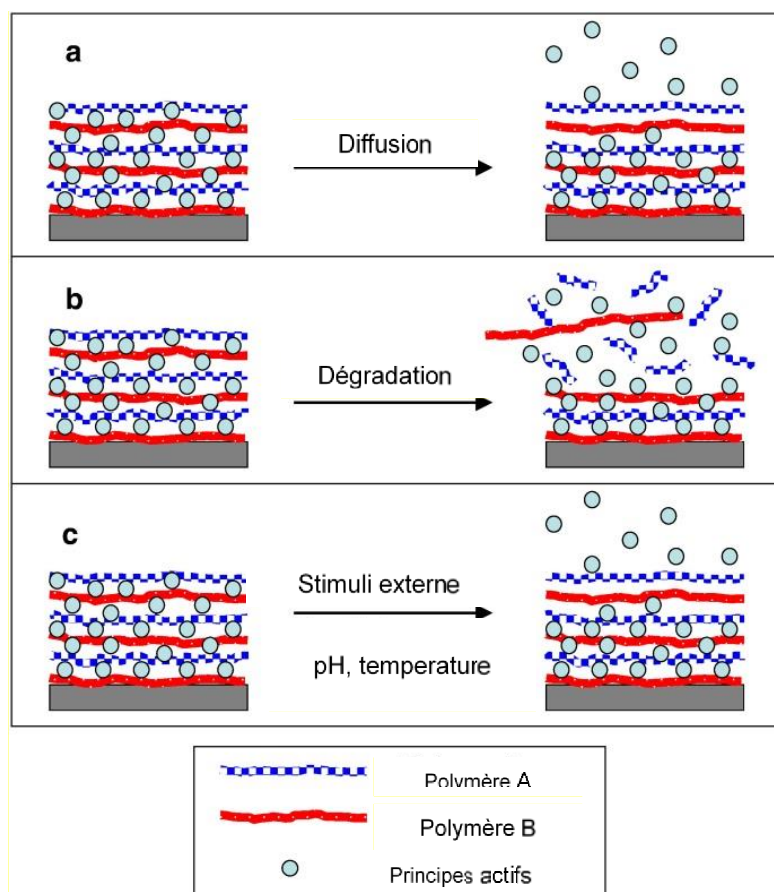 a
Diffusion
b
Dégradation
c
Stimuli externe
pH, temperature
Polymère A
Polymère B
Principes actifs